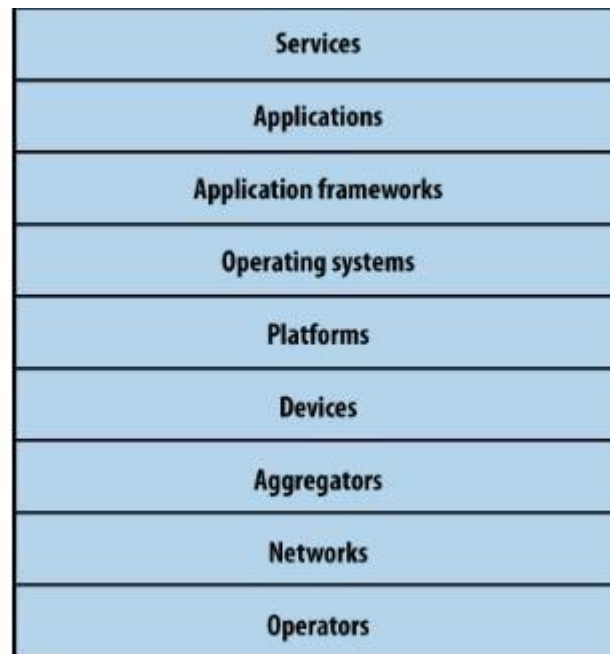 Services
Applications
Application frameworks
Operating systems
Platforms
Devices
Aggregators
Networks
Operators